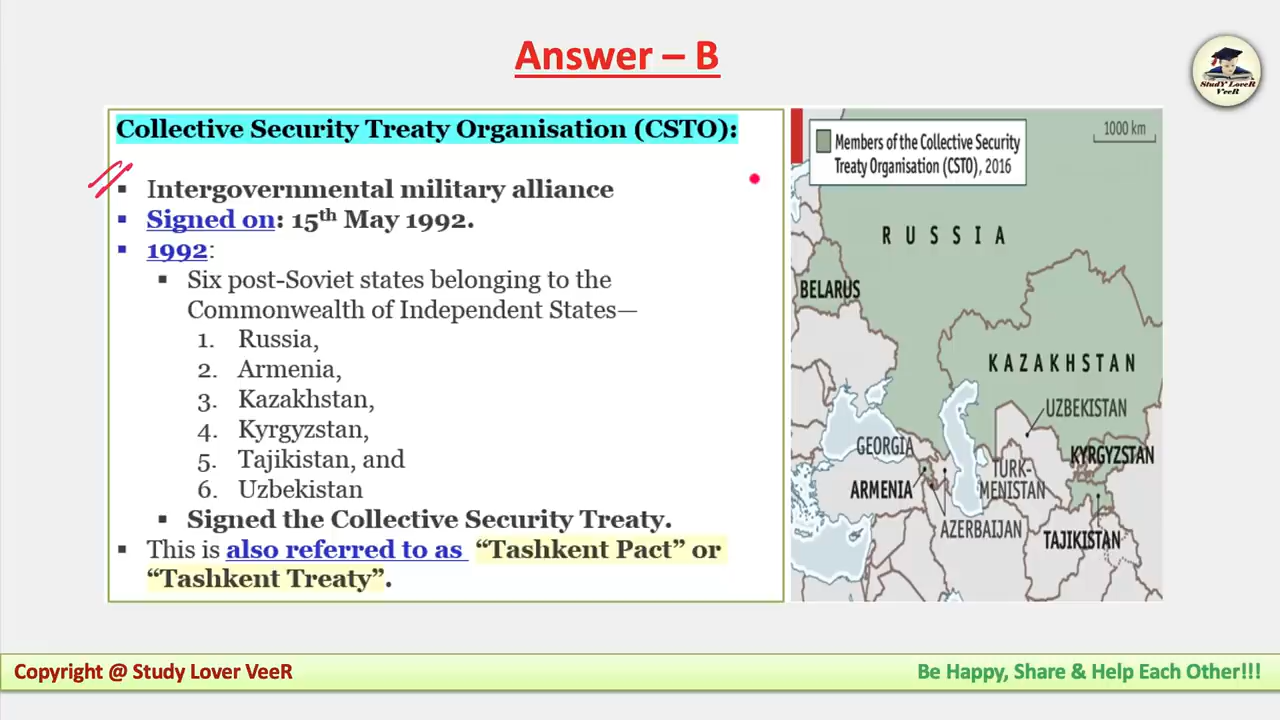 Answer – B
StudY LoveR
VeeR
Collective Security Treaty Organisation (CSTO):
▪ Intergovernmental military alliance
▪ Signed on: 15th May 1992.
▪ 1992:
▪ Six post-Soviet states belonging to the
Commonwealth of Independent States—
1. Russia,
2. Armenia,
3. Kazakhstan,
4. Kyrgyzstan,
5. Tajikistan, and
6. Uzbekistan
▪ Signed the Collective Security Treaty.
▪ This is also referred to as “Tashkent Pact” or
“Tashkent Treaty”.
Members of the Collective Security
Treaty Organisation (CSTO), 2016
1000 km
RUSSIA
BELARUS
KAZAKHSTAN
UZBEKISTAN
GEORGIA
KYRGYZSTAN
TURK-
MENISTAN
ARMENIA
AZERBAIJAN
TAJIKISTAN
Copyright @ Study Lover VeeR
Be Happy, Share & Help Each Other!!!